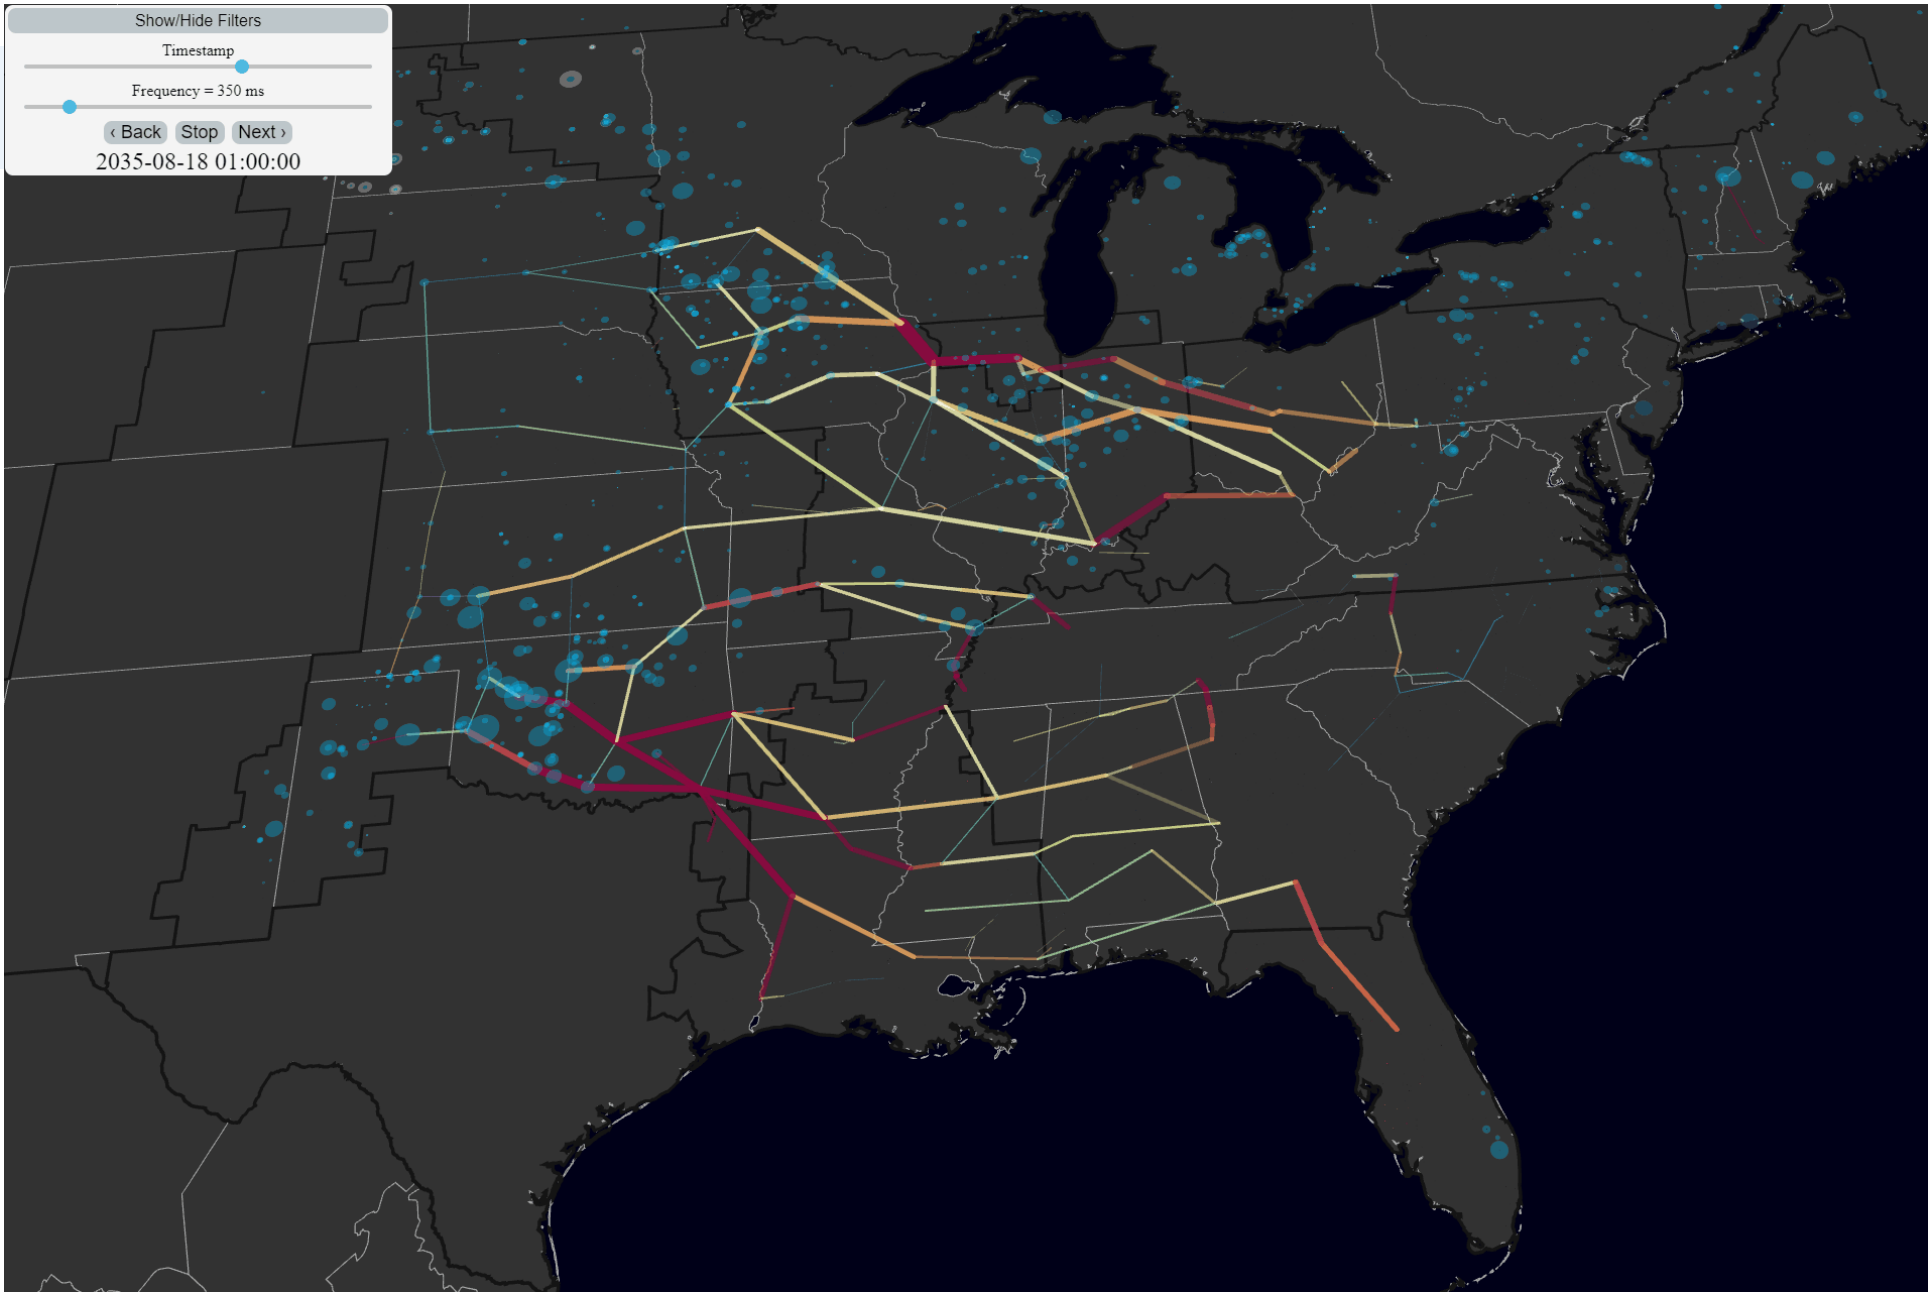 Show/Hide Filters
Timestamp
Frequency = 350 ms
‹ Back Stop Next ›
2035-08-18 01:00:00